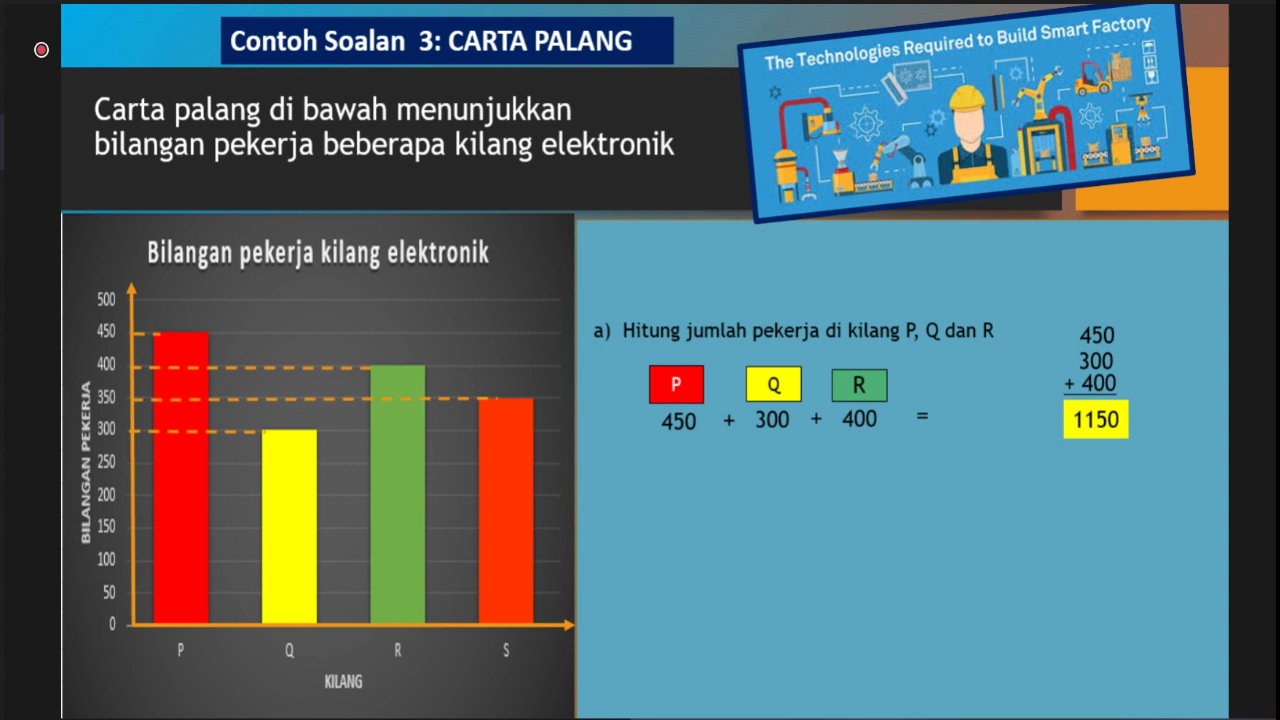 Contoh Soalan 3: CARTA PALANG
The Technologies Required to Build Smart Factory
Carta palang di bawah menunjukkan
bilangan pekerja beberapa kilang elektronik
Bilangan pekerja kilang elektronik
500
450
400
350
300
250
200
150
100
50
0
BILANGAN PEKERJA
P Q R S
KILANG
a) Hitung jumlah pekerja di kilang P, Q dan R
P Q R
450 + 300 + 400 =
450
300
+ 400
1150